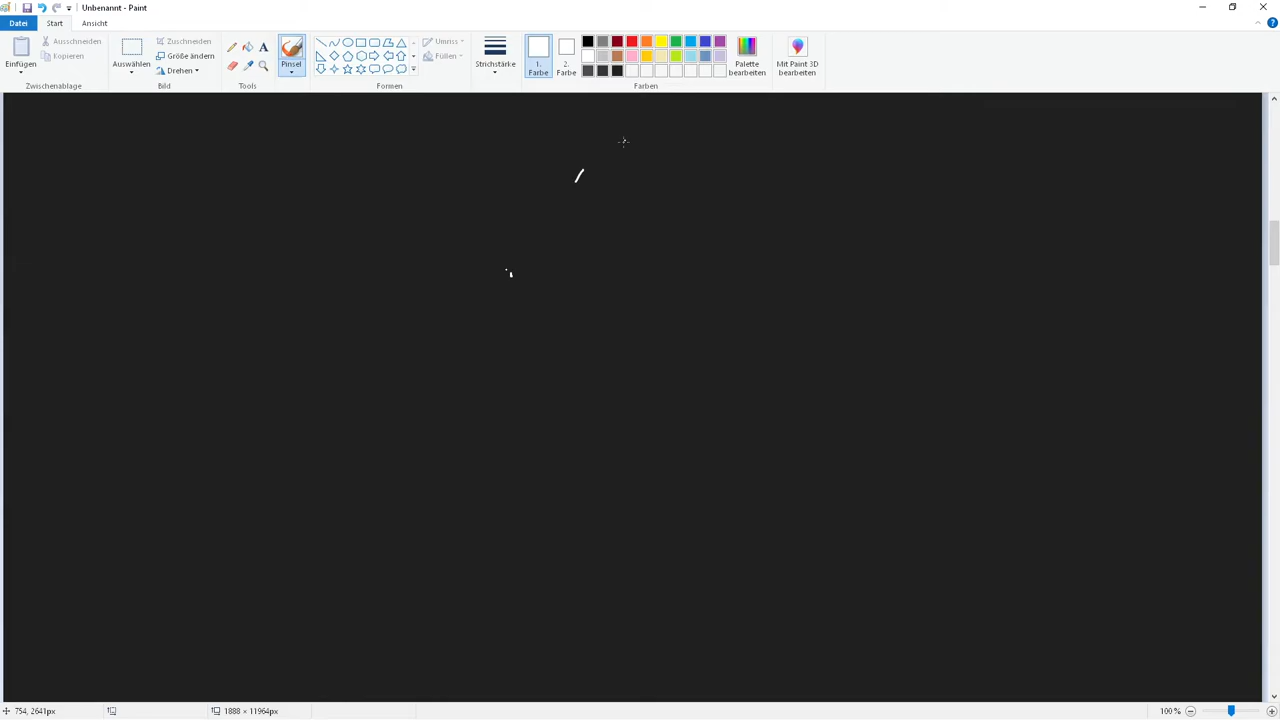 Unbenannt - Paint
Datei Start Ansicht
Einfügen
Ausschneiden
Kopieren
Zwischenablage
Auswählen
Zuschneiden
Größe ändern
Drehen
Bild
A
Tools
Pinsel
Umriss
Füllen
Formen
Strichstärke
1.
Farbe
2.
Farbe
Farben
Palette
bearbeiten
Mit Paint 3D
bearbeiten
754, 2641px
1888 × 11964px
100 %